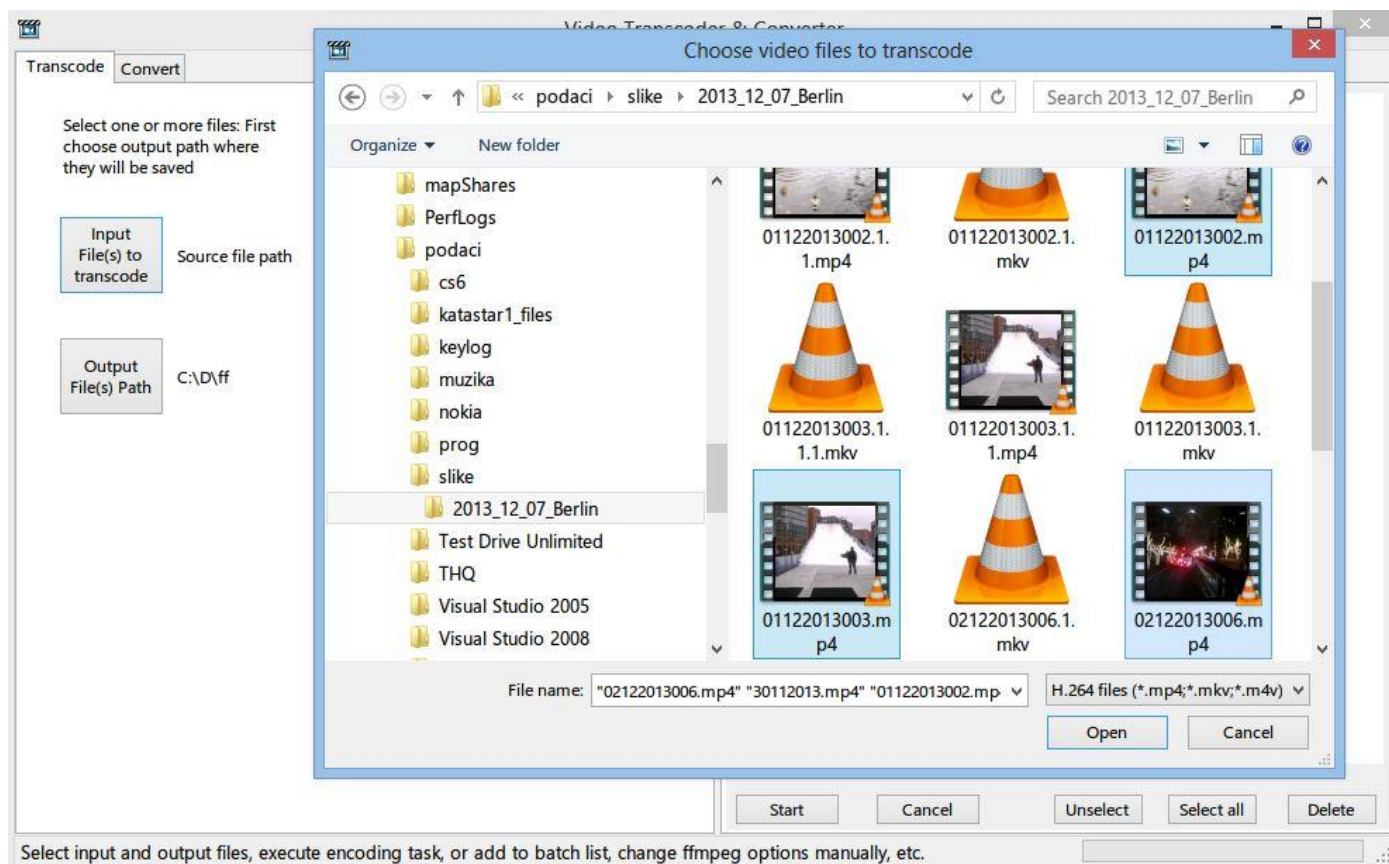 Video Transcoder & Converter
Choose video files to transcode
Transcode
Convert
« podaci slike 2013_12_07_Berlin
Search 2013_12_07_Berlin
Organize
New folder
Select one or more files: First
choose output path where
they will be saved
Input
File(s) to
transcode
Source file path
Output
File(s) Path
C:\D\ff
mapShares
PerfLogs
podaci
cs6
katastar1_files
keylog
muzika
nokia
prog
slike
2013_12_07_Berlin
Test Drive Unlimited
THQ
Visual Studio 2005
Visual Studio 2008
01122013002.1.
1.mp4
01122013002.1.
mkv
01122013002.m
p4
01122013003.1.
1.1.mkv
01122013003.1.
1.mp4
01122013003.1.
mkv
01122013003.m
p4
02122013006.1.
mkv
02122013006.m
p4
File name:
"02122013006.mp4" "30112013.mp4" "01122013002.mp
H.264 files (*.mp4;*.mkv;*.m4v)
Open
Cancel
Start
Cancel
Unselect
Select all
Delete
Select input and output files, execute encoding task, or add to batch list, change ffmpeg options manually, etc.